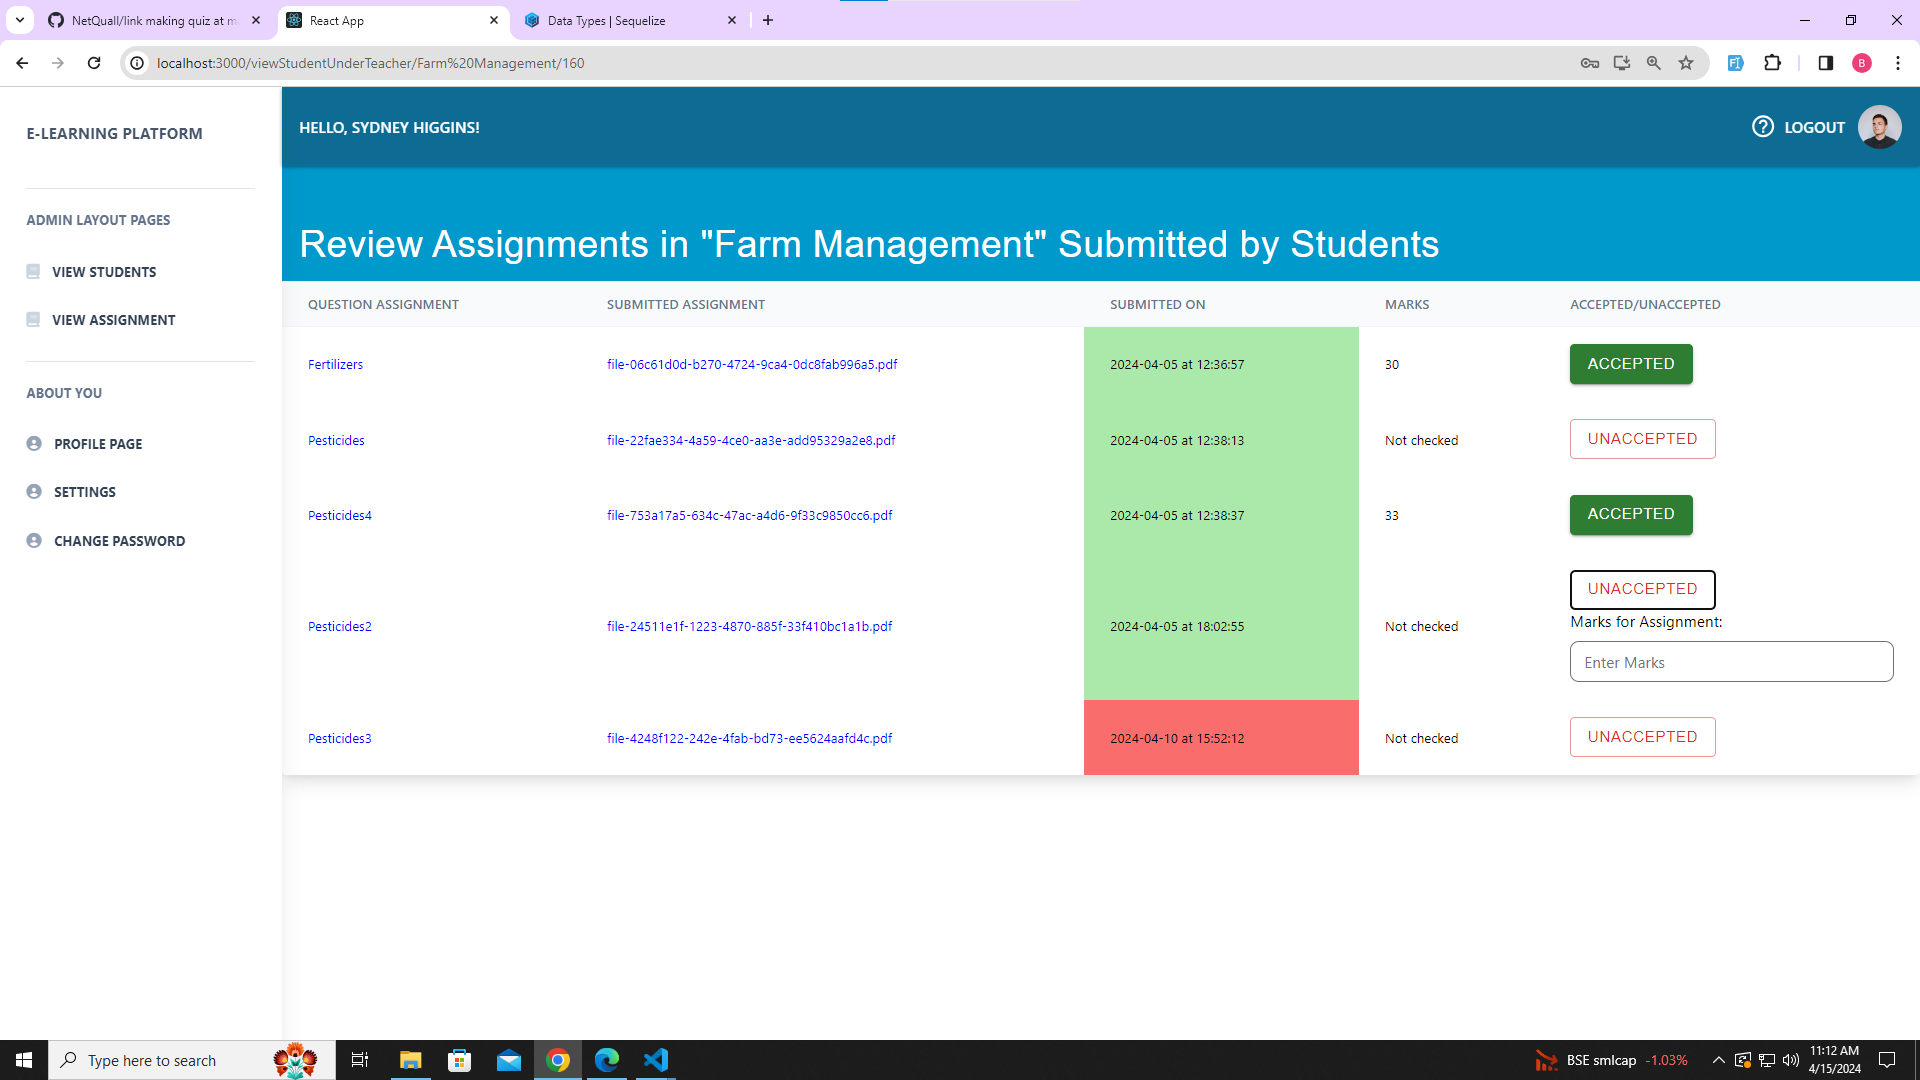 NetQuall/link making quiz at m
React App
Data Types | Sequelize
localhost:3000/viewStudentUnderTeacher/Farm%20Management/160
B
E-LEARNING PLATFORM
HELLO, SYDNEY HIGGINS!
LOGOUT
ADMIN LAYOUT PAGES
VIEW STUDENTS
VIEW ASSIGNMENT
ABOUT YOU
PROFILE PAGE
SETTINGS
CHANGE PASSWORD
Review Assignments in "Farm Management" Submitted by Students
QUESTION ASSIGNMENT SUBMITTED ASSIGNMENT SUBMITTED ON MARKS ACCEPTED/UNACCEPTED
Fertilizers file-06c61d0d-b270-4724-9ca4-0dc8fab996a5.pdf 2024-04-05 at 12:36:57 30 ACCEPTED
Pesticides file-22fae334-4a59-4ce0-aa3e-add95329a2e8.pdf 2024-04-05 at 12:38:13 Not checked UNACCEPTED
Pesticides4 file-753a17a5-634c-47ac-a4d6-9f33c9850cc6.pdf 2024-04-05 at 12:38:37 33 ACCEPTED
UNACCEPTED
Pesticides2 file-24511e1f-1223-4870-885f-33f410bc1a1b.pdf 2024-04-05 at 18:02:55 Not checked Marks for Assignment:
Enter Marks
Pesticides3 file-4248f122-242e-4fab-bd73-ee5624aafd4c.pdf 2024-04-10 at 15:52:12 Not checked UNACCEPTED
Type here to search
BSE smlcap -1.03%
11:12 AM
4/15/2024